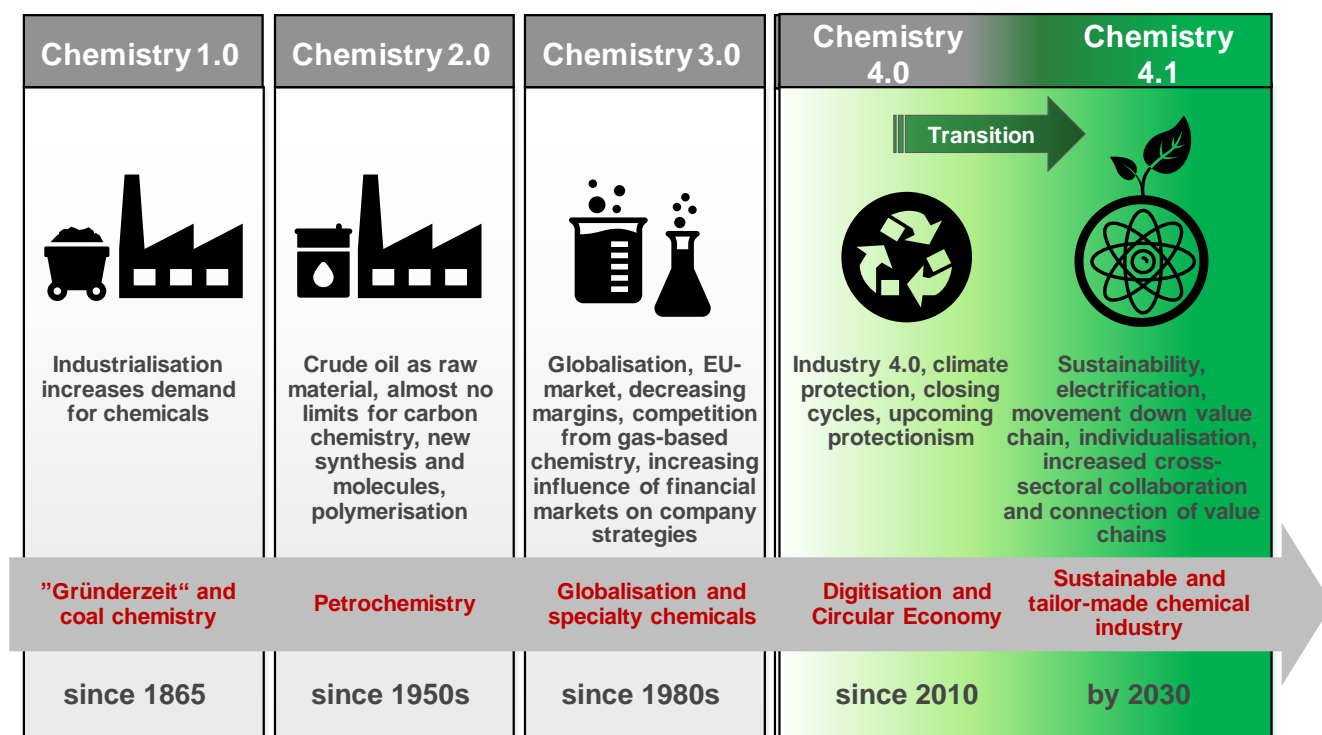 Chemistry 1.0
Industrialisation
increases demand
for chemicals
”Gründerzeit“ and
coal chemistry
since 1865
Chemistry 2.0
Crude oil as raw
material, almost no
limits for carbon
chemistry, new
synthesis and
molecules,
polymerisation
Petrochemistry
since 1950s
Chemistry 3.0
Globalisation, EU-
market, decreasing
margins, competition
from gas-based
chemistry, increasing
influence of financial
markets on company
strategies
Globalisation and
specialty chemicals
since 1980s
Chemistry
4.0
Transition
Industry 4.0, climate
protection, closing
cycles, upcoming
protectionism
Digitisation and
Circular Economy
since 2010
Chemistry
4.1
Sustainability,
electrification,
movement down value
chain, individualisation,
increased cross-
sectoral collaboration
and connection of value
chains
Sustainable and
tailor-made chemical
industry
by 2030